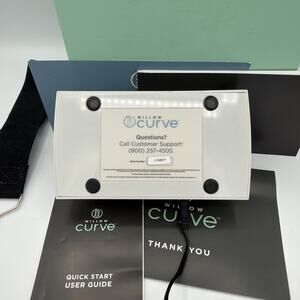 WILLOW
curve
Questions?
Call Customer Support:
(800) 257-4505
WILLOW
curve
QUICK START
USER GUIDE
WILLOW
curve
THANK YOU